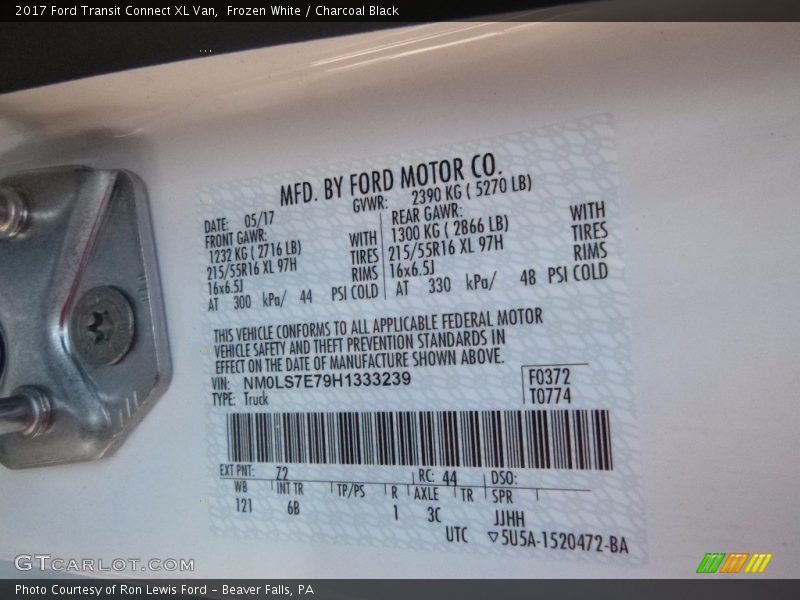 2017 Ford Transit Connect XL Van,  Frozen White / Charcoal Black
MFD. BY FORD MOTOR CO.
DATE: 05/17 GVWR: 2390 KG ( 5270 LB)
FRONT GAWR: REAR GAWR:
1232 KG ( 2716 LB) WITH 1300 KG ( 2866 LB) WITH
215/55R16 XL 97H TIRES 215/55R16 XL 97H TIRES
16x6.5J RIMS 16x6.5J RIMS
AT 300 kPa/ 44 PSI COLD AT 330 kPa/ 48 PSI COLD
THIS VEHICLE CONFORMS TO ALL APPLICABLE FEDERAL MOTOR
VEHICLE SAFETY AND THEFT PREVENTION STANDARDS IN
EFFECT ON THE DATE OF MANUFACTURE SHOWN ABOVE.
VIN: NM0LS7E79H1333239 F0372
TYPE: Truck T0774
EXT PNT: Z2 RC: 44 DSO:
WB INT TR TP/PS R AXLE TR SPR
121 6B 1 3C JJHH
UTC ▽5U5A-1520472-BA
GTCARLOT.COM
Photo Courtesy of Ron Lewis Ford - Beaver Falls, PA